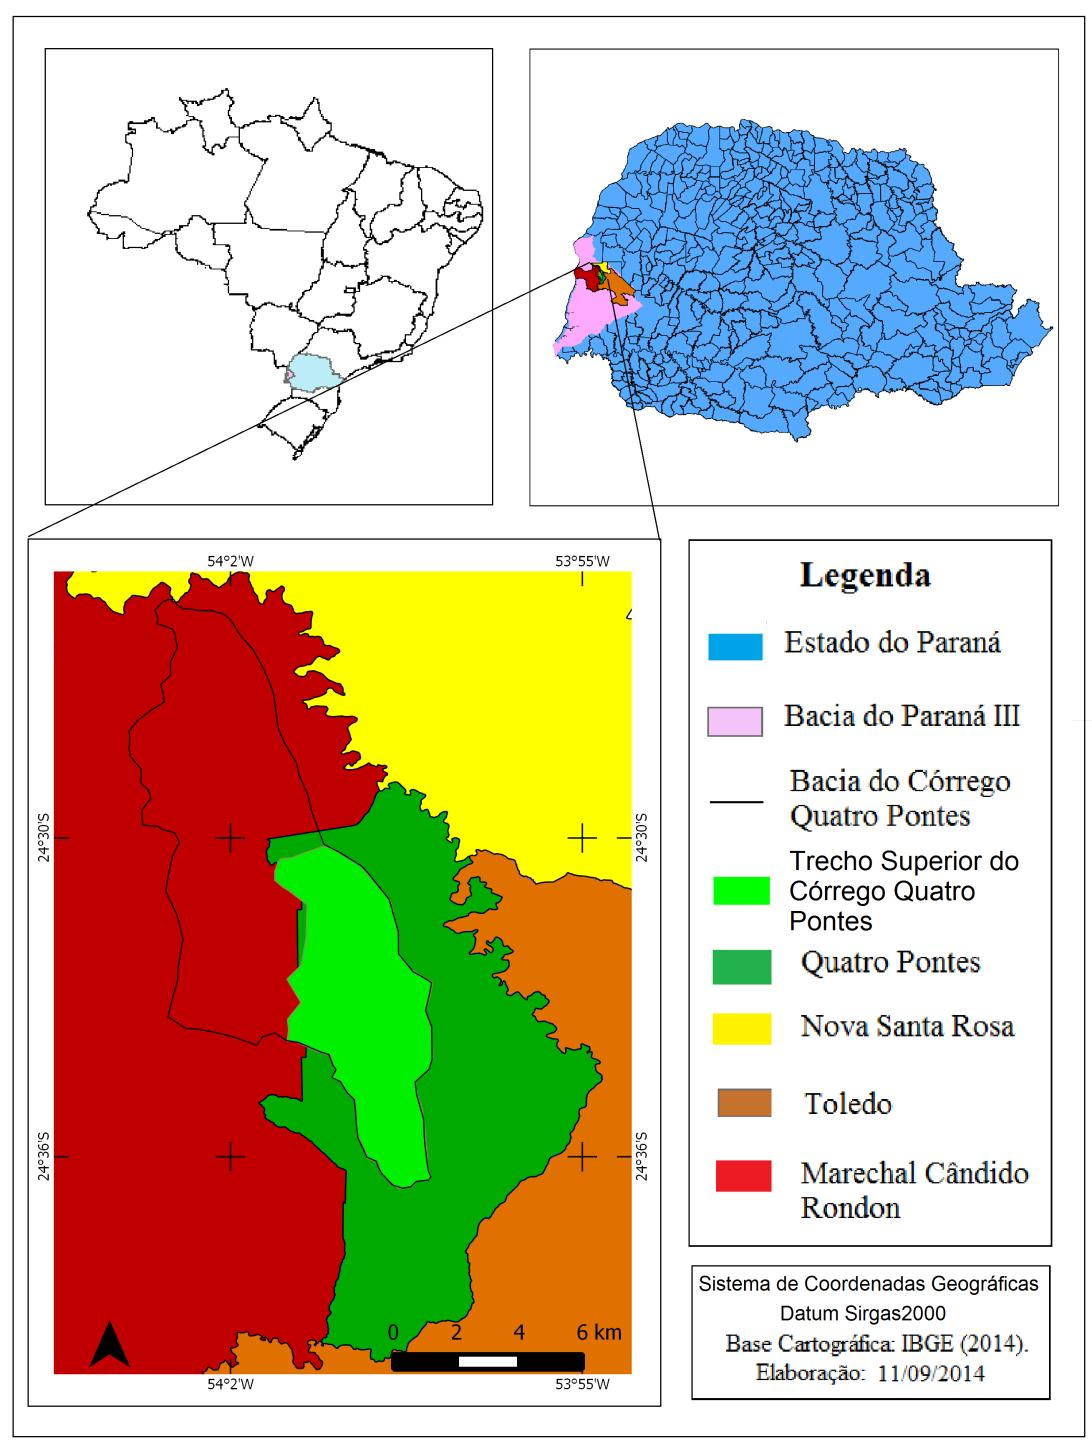 54°2'W 53°55'W
24°30'S 24°30'S
24°36'S 24°36'S
0 2 4 6 km
54°2'W 53°55'W
Legenda
Estado do Paraná
Bacia do Paraná III
Bacia do Córrego
Quatro Pontes
Trecho Superior do
Córrego Quatro
Pontes
Quatro Pontes
Nova Santa Rosa
Toledo
Marechal Cândido
Rondon
Sistema de Coordenadas Geográficas
Datum Sirgas2000
Base Cartográfica: IBGE (2014).
Elaboração: 11/09/2014